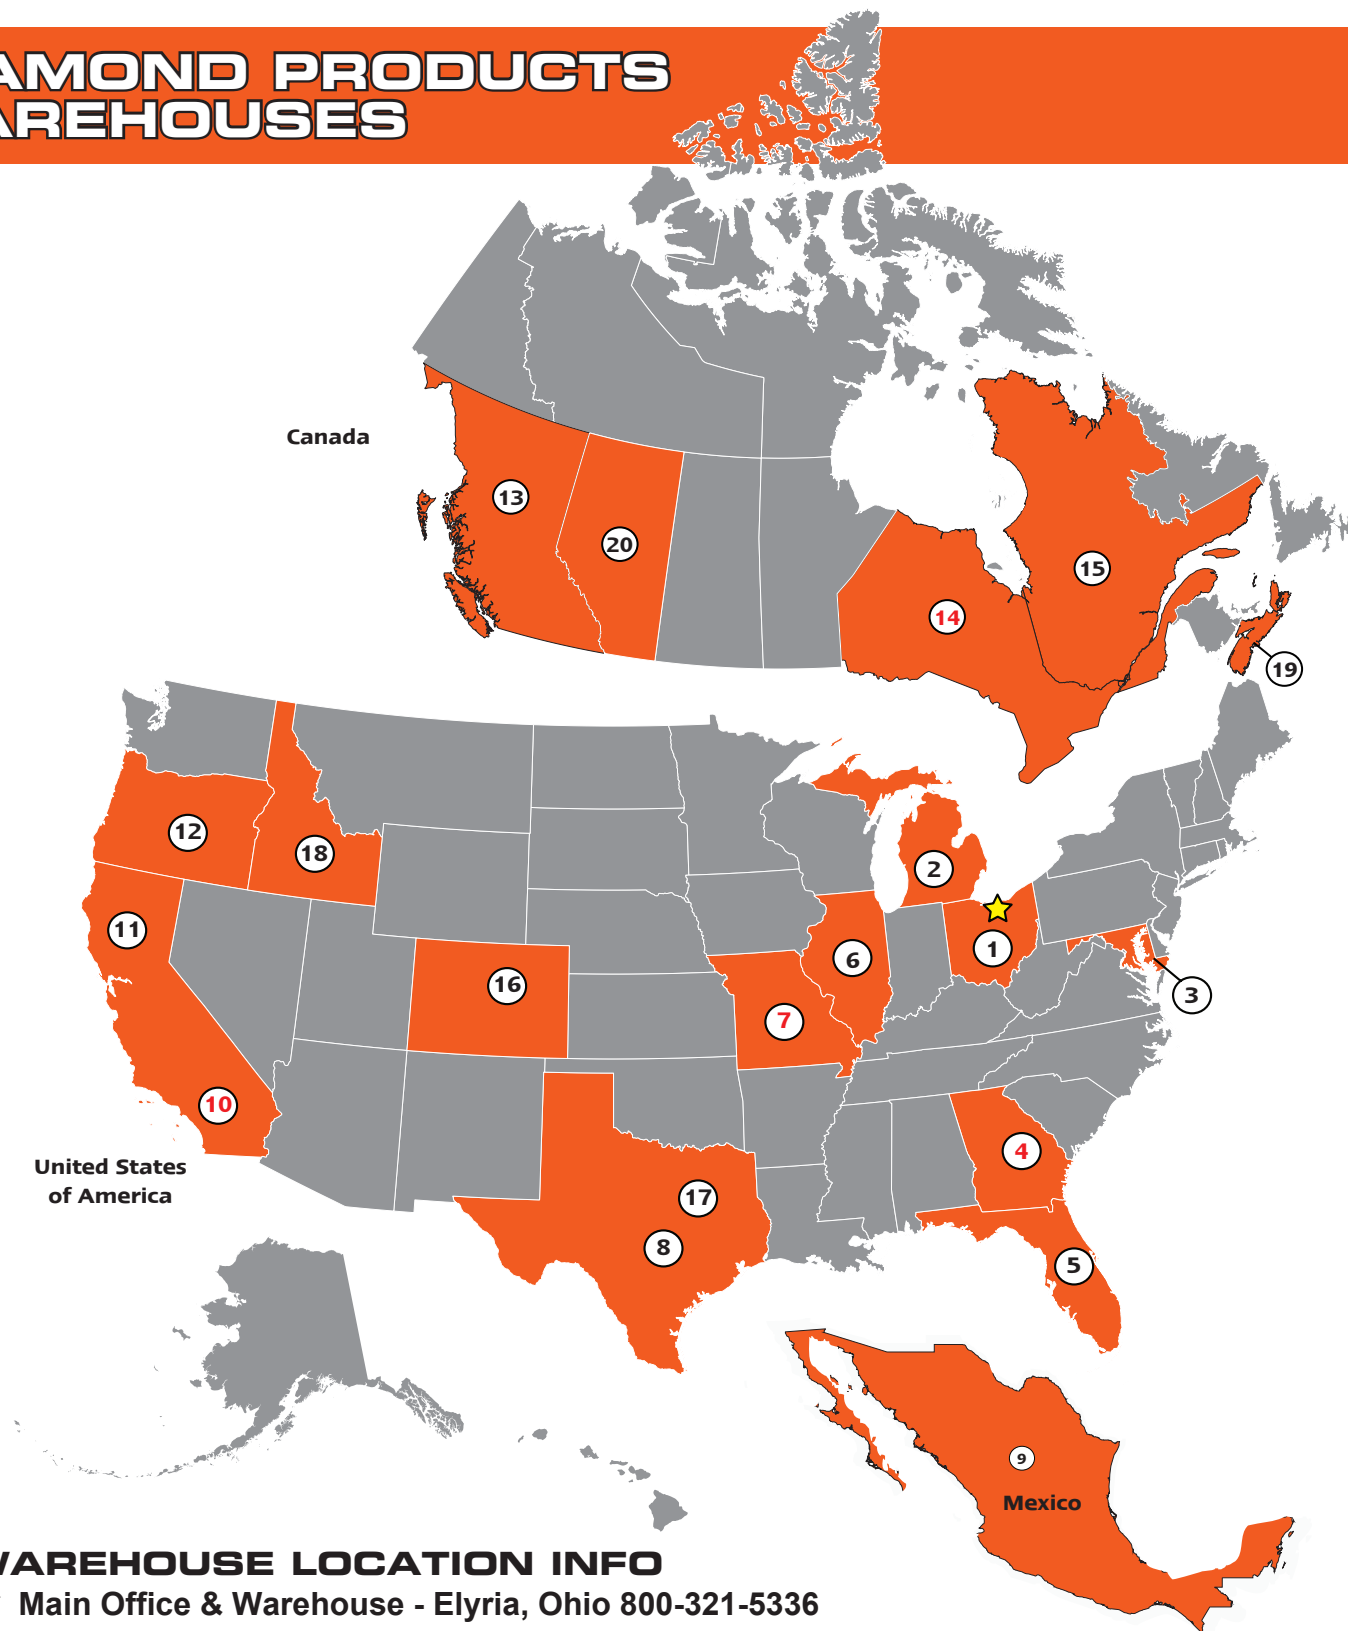 AMOND PRODUCTS
AREHOUSES
Canada
13
20
15
14
19
12
18
2
11
6
1
16
3
7
10
4
United States
of America
17
8
5
9
Mexico
WAREHOUSE LOCATION INFO
Main Office & Warehouse - Elyria, Ohio 800-321-5336